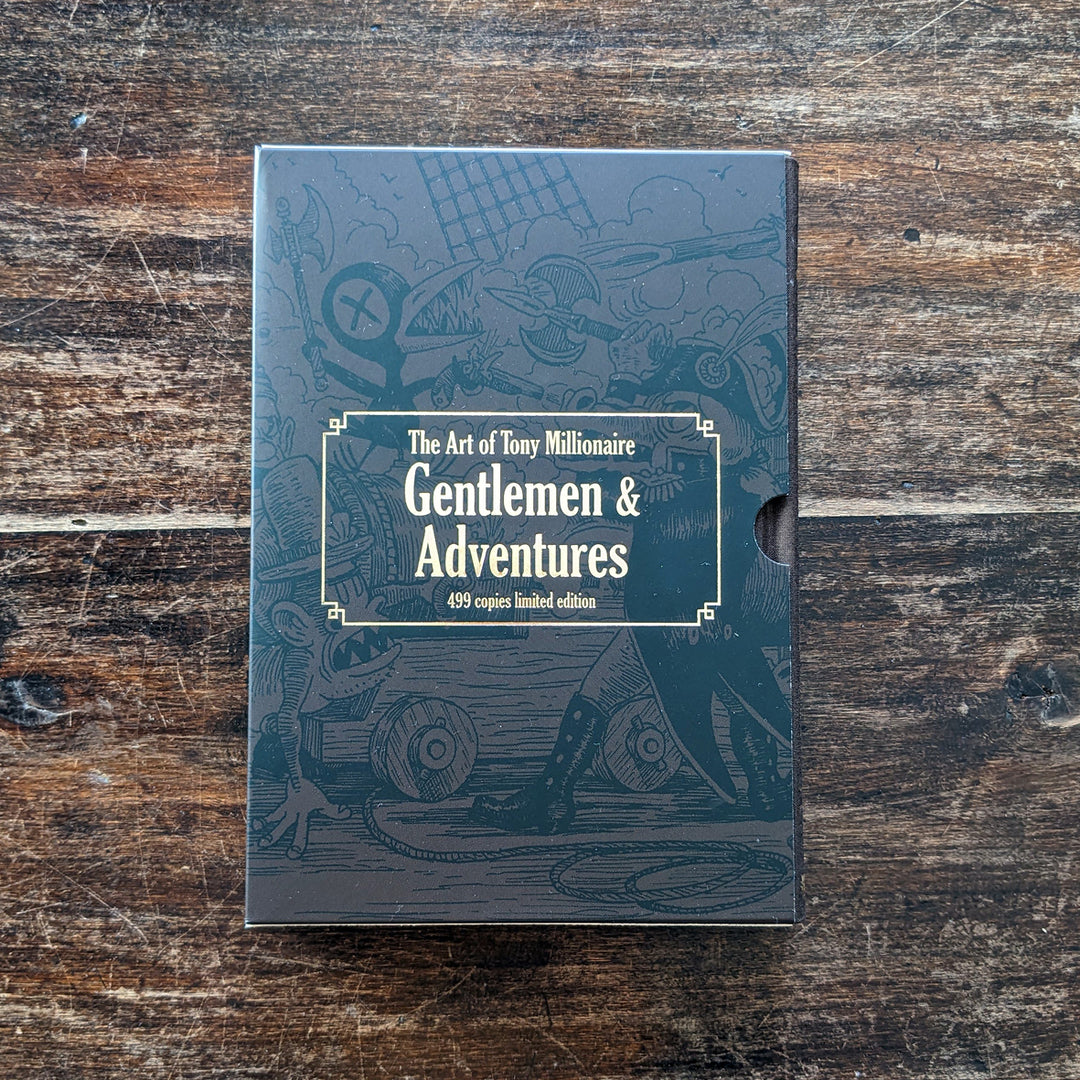 The Art of Tony Millionaire
Gentlemen &
Adventures
499 copies limited edition